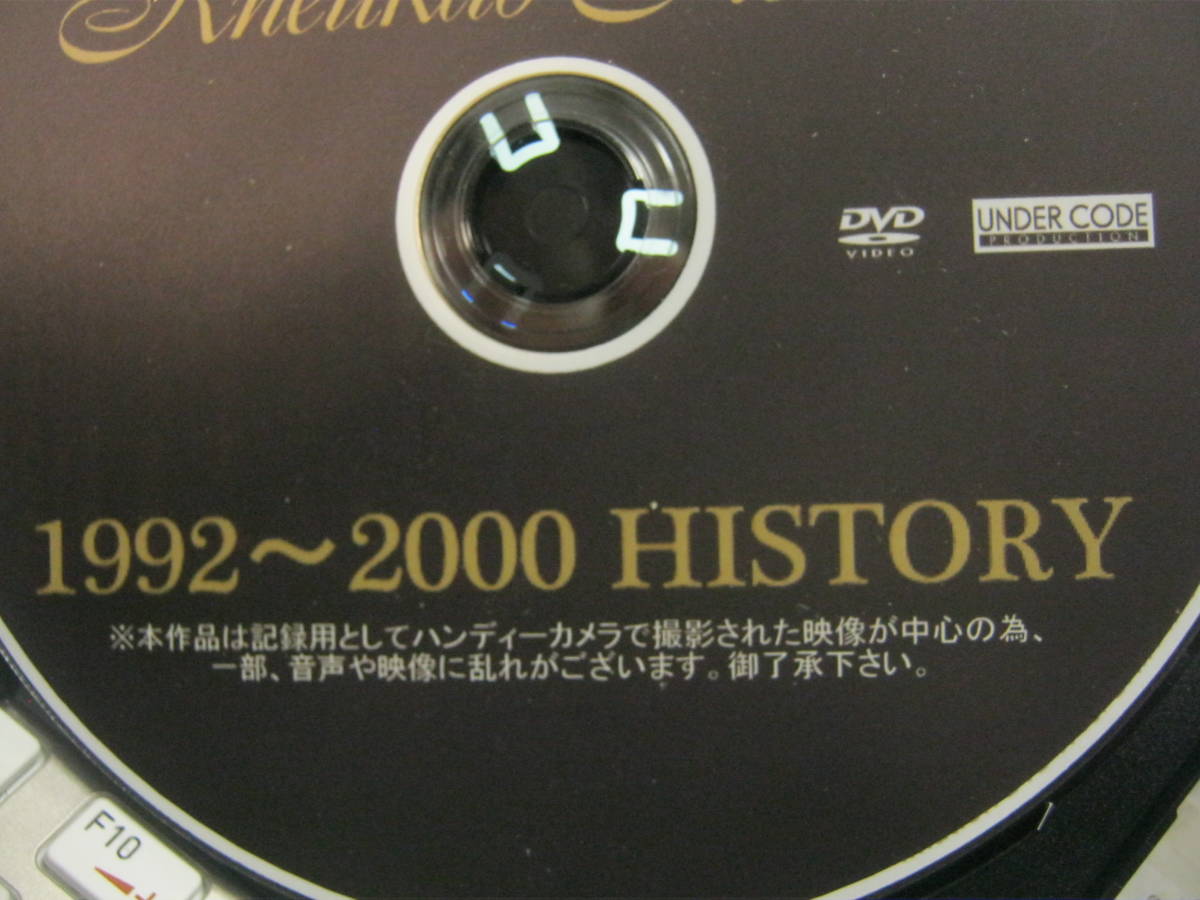 DVD
VIDEO
UNDER CODE
PRODUCTION
1992～2000 HISTORY
※本作品は記録用としてハンディーカメラで撮影された映像が中心の為、
一部、音声や映像に乱れがございます。御了承下さい。
F10